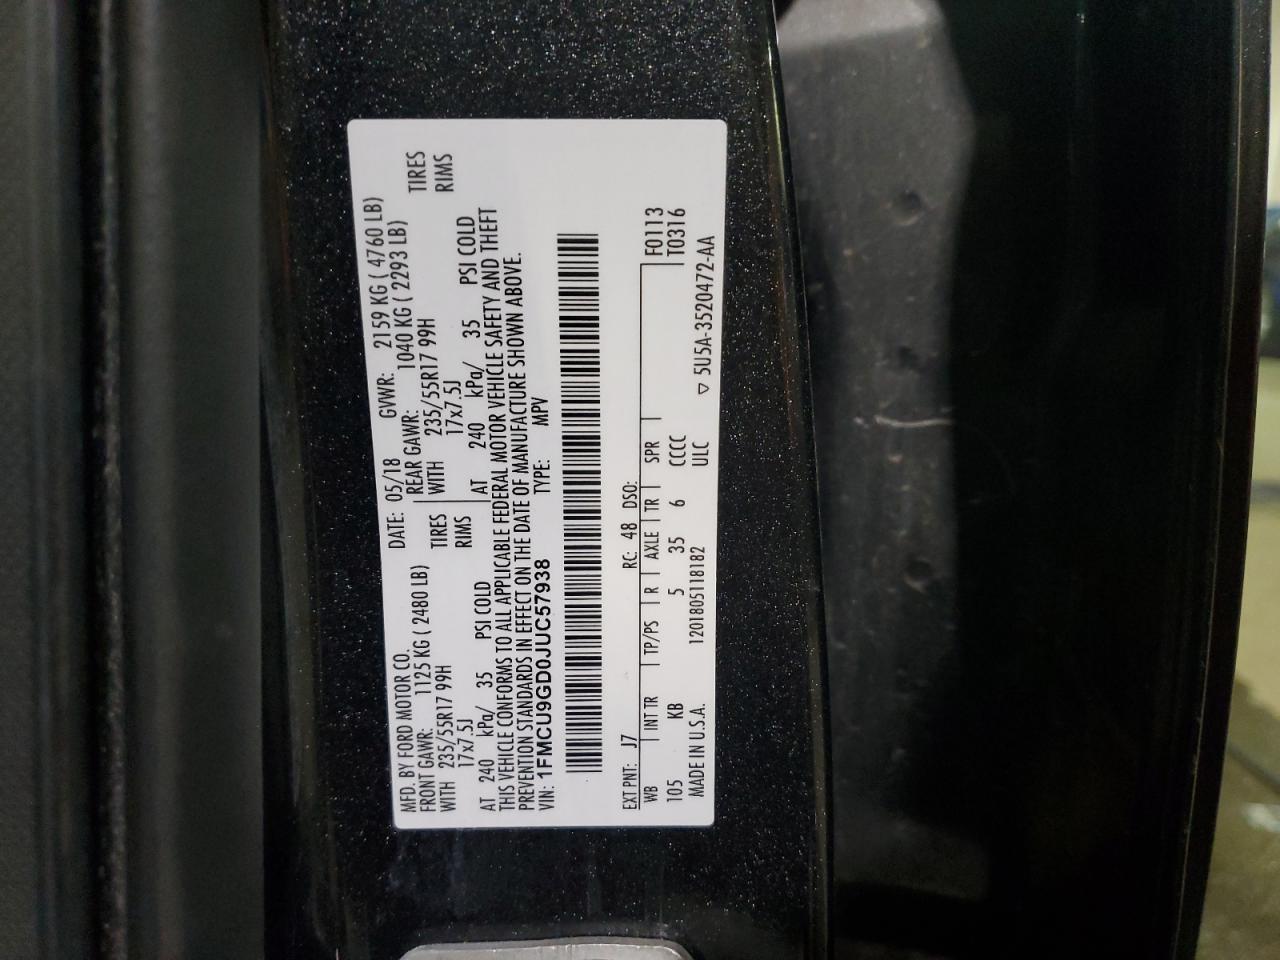 MFD. BY FORD MOTOR CO. DATE: 05/18 GVWR: 2159 KG ( 4760 LB)
FRONT GAWR: 1125 KG ( 2480 LB) REAR GAWR: 1040 KG ( 2293 LB)
WITH 235/55R17 99H TIRES WITH 235/55R17 99H TIRES
17x7.5J RIMS 17x7.5J RIMS
AT 240 kPa/ 35 PSI COLD AT 240 kPa/ 35 PSI COLD
THIS VEHICLE CONFORMS TO ALL APPLICABLE FEDERAL MOTOR VEHICLE SAFETY AND THEFT
PREVENTION STANDARDS IN EFFECT ON THE DATE OF MANUFACTURE SHOWN ABOVE.
VIN: 1FMCU9GD0JUC57938 TYPE: MPV
EXT PNT: J7 RC: 48 DSO:
WB INT TR TP/PS R AXLE TR SPR F0113
105 KB 5 35 6 CCCC T0316
MADE IN U.S.A. 120180511818​2 ULC ▽ 5U5A-3520472-AA